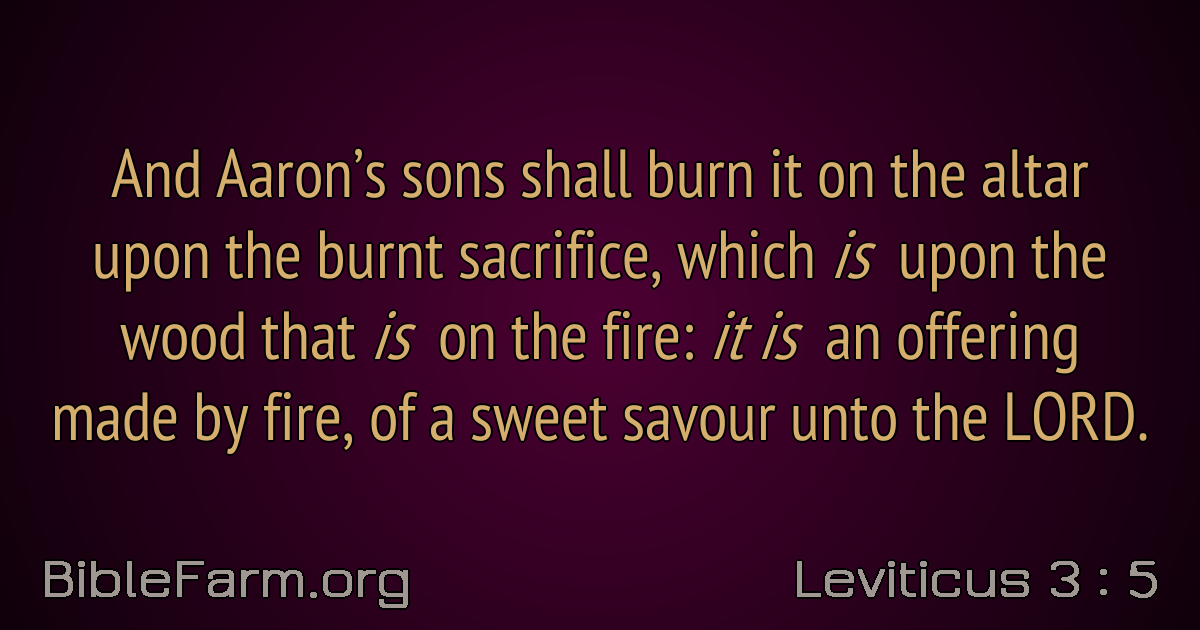 And Aaron’s sons shall burn it on the altar
upon the burnt sacrifice, which is upon the
wood that is on the fire: it is an offering
made by fire, of a sweet savour unto the LORD.
BibleFarm.org
Leviticus 3 : 5